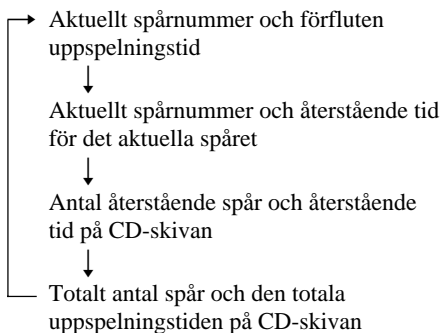 Aktuellt spårnummer och förfluten
uppspelningstid
Aktuellt spårnummer och återstående tid
för det aktuella spåret
Antal återstående spår och återstående
tid på CD-skivan
Totalt antal spår och den totala
uppspelningstiden på CD-skivan